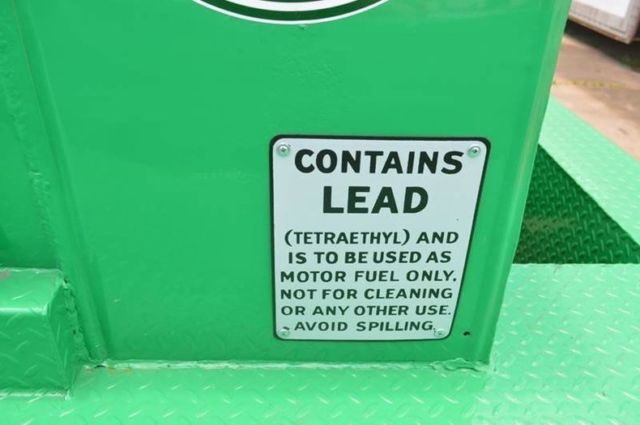 CONTAINS
LEAD
(TETRAETHYL) AND
IS TO BE USED AS
MOTOR FUEL ONLY.
NOT FOR CLEANING
OR ANY OTHER USE.
AVOID SPILLING.